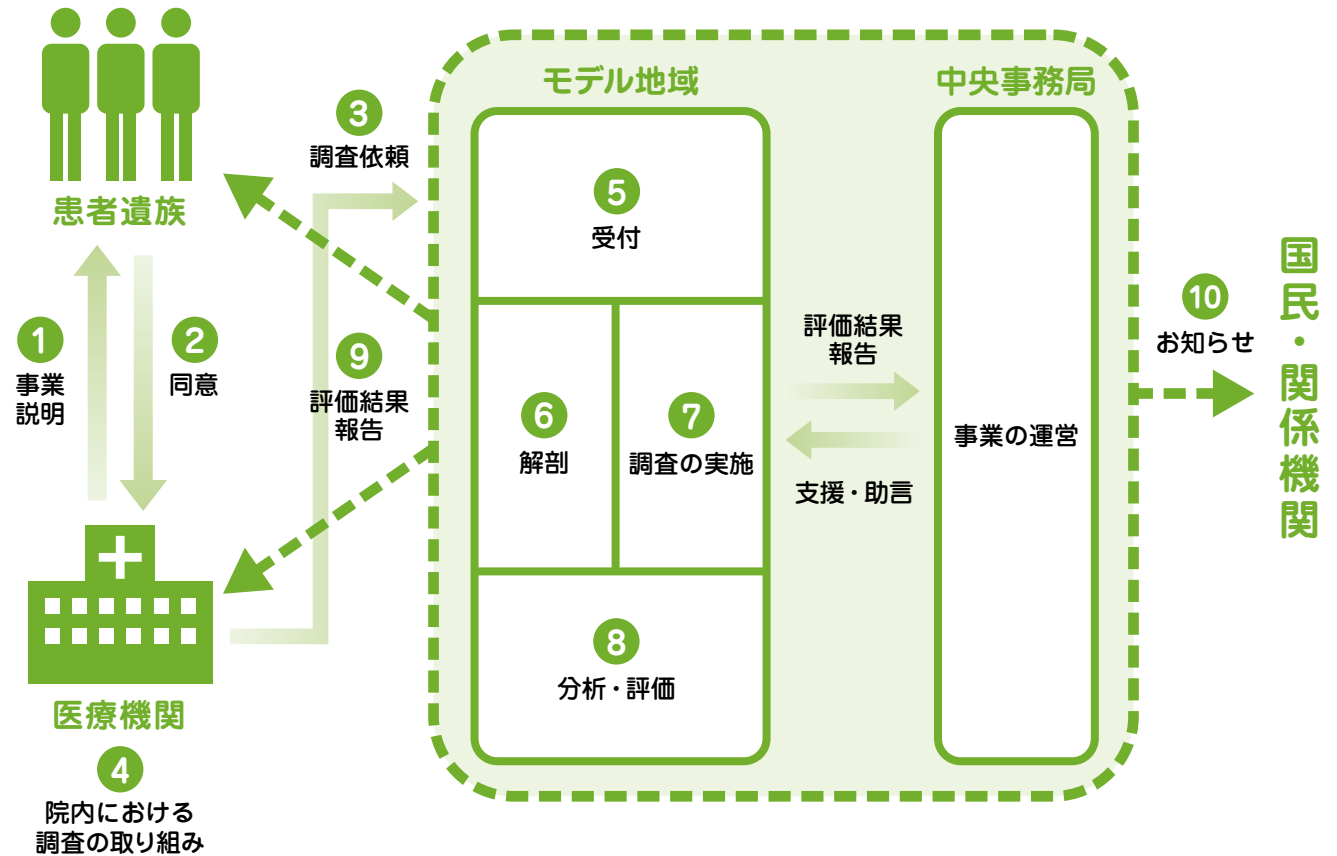 患者遺族
1
事業
説明
2
同意
医療機関
4
院内における
調査の取り組み
3
調査依頼
9
評価結果
報告
モデル地域
5
受付
6
解剖
7
調査の実施
8
分析・評価
評価結果
報告
支援・助言
中央事務局
事業の運営
10
お知らせ
国民・関係機関